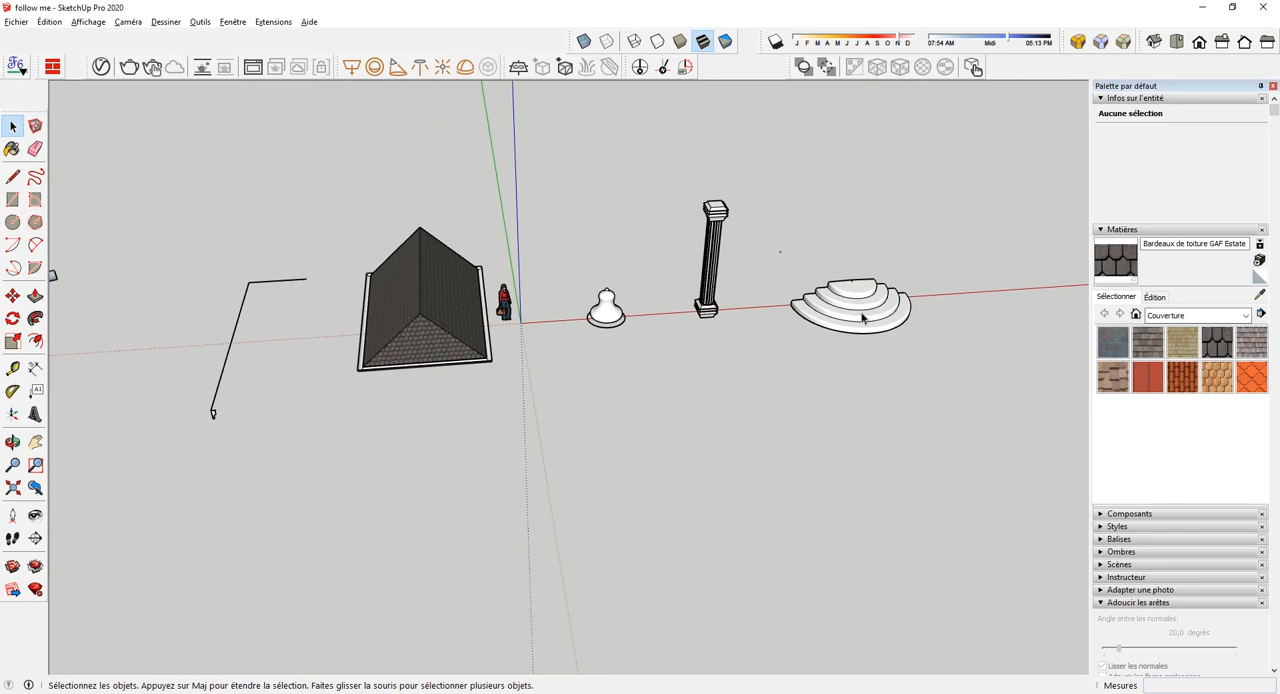 follow me - SketchUp Pro 2020
Fichier Édition Affichage Caméra Dessiner Outils Fenêtre Extensions Aide
J F M A M J J A S O N D
07:54 AM Midi 05:13 PM
Palette par défaut
Infos sur l'entité
Aucune sélection
Matières
Bardeaux de toiture GAF Estate
Sélectionner Édition
Couverture
A1
Composants
Styles
Balises
Ombres
Scènes
Instructeur
Adapter une photo
Adoucir les arêtes
Angle entre les normales:
20,0 degrés
Lisser les normales
Sélectionnez les objets. Appuyez sur Maj pour étendre la sélection. Faites glisser la souris pour sélectionner plusieurs objets.
Mesures